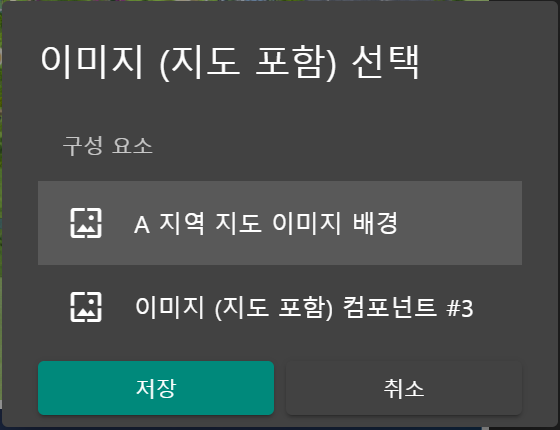 이미지 (지도 포함) 선택
구성 요소
A 지역 지도 이미지 배경
이미지 (지도 포함) 컴포넌트 #3
저장
취소